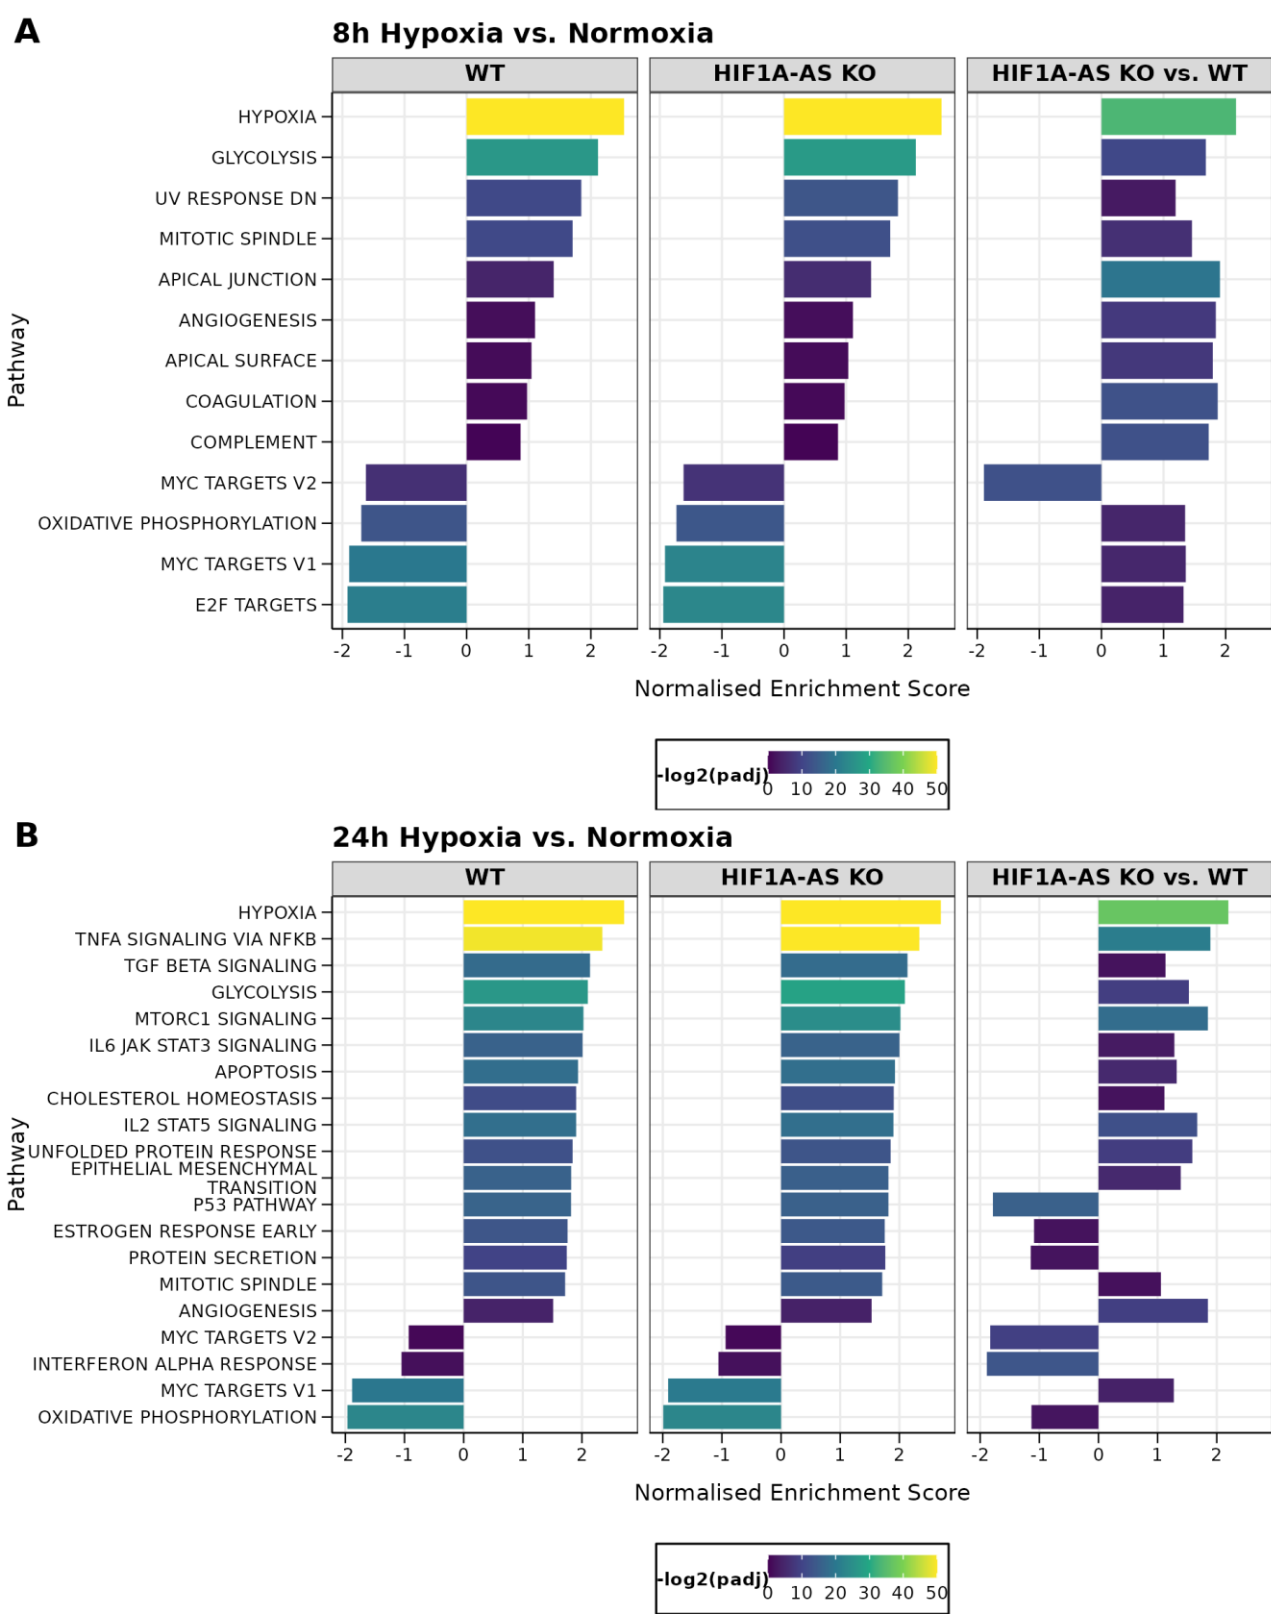 A
8h Hypoxia vs. Normoxia
WT
HIF1A-AS KO
HIF1A-AS KO vs. WT
Pathway
HYPOXIA
GLYCOLYSIS
UV RESPONSE DN
MITOTIC SPINDLE
APICAL JUNCTION
ANGIOGENESIS
APICAL SURFACE
COAGULATION
COMPLEMENT
MYC TARGETS V2
OXIDATIVE PHOSPHORYLATION
MYC TARGETS V1
E2F TARGETS
-2 -1 0 1 2
-2 -1 0 1 2
-2 -1 0 1 2
Normalised Enrichment Score
-log2(padj)
0 10 20 30 40 50
B
24h Hypoxia vs. Normoxia
WT
HIF1A-AS KO
HIF1A-AS KO vs. WT
Pathway
HYPOXIA
TNFA SIGNALING VIA NFKB
TGF BETA SIGNALING
GLYCOLYSIS
MTORC1 SIGNALING
IL6 JAK STAT3 SIGNALING
APOPTOSIS
CHOLESTEROL HOMEOSTASIS
IL2 STAT5 SIGNALING
UNFOLDED PROTEIN RESPONSE
EPITHELIAL MESENCHYMAL
TRANSITION
P53 PATHWAY
ESTROGEN RESPONSE EARLY
PROTEIN SECRETION
MITOTIC SPINDLE
ANGIOGENESIS
MYC TARGETS V2
INTERFERON ALPHA RESPONSE
MYC TARGETS V1
OXIDATIVE PHOSPHORYLATION
-2 -1 0 1 2
-2 -1 0 1 2
-2 -1 0 1 2
Normalised Enrichment Score
-log2(padj)
0 10 20 30 40 50